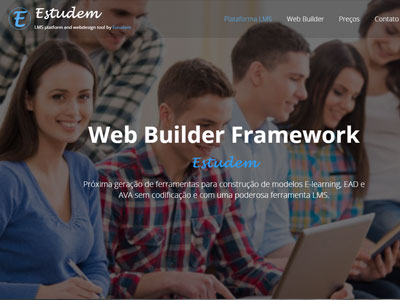 E Estudem
LMS platform and webdesign tool by Estudem
Plataforma LMS Web Builder Preços Contato
Web Builder Framework
Estudem
Próxima geração de ferramentas para construção de modelos E-learning, EAD e
AVA sem codificação e com uma poderosa ferramenta LMS.